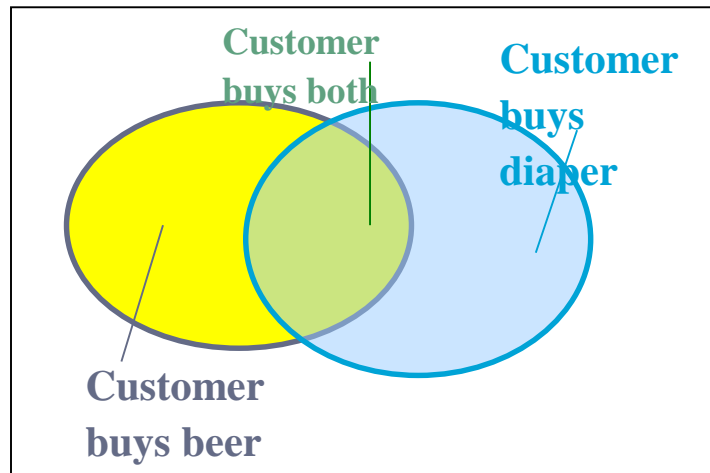 Customer
buys both
Customer
buys
diaper
Customer
buys beer